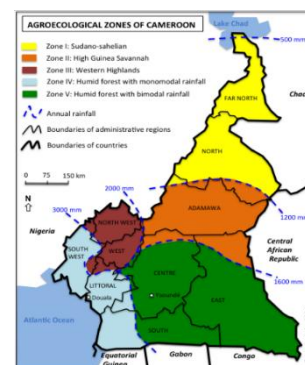 AGROECOLOGICAL ZONES OF CAMEROON
Zone I: Sudano-sahelian
Zone II: High Guinea Savannah
Zone III: Western Highlands
Zone IV: Humid forest with monomodal rainfall
Zone V: Humid forest with bimodal rainfall
Annual rainfall
Boundaries of administrative regions
Boundaries of countries
0 75 150 km
N
Lake Chad
500 mm
Chad
FAR NORTH
NORTH
2000 mm
3000 mm
1200 mm
ADAMAWA
Nigeria
NORTH WEST
WEST
SOUTH WEST
Central African Republic
1600 mm
LITTORAL
Douala
CENTRE
Yaoundé
EAST
SOUTH
Atlantic Ocean
Equatorial
Guinea
Gabon
Congo